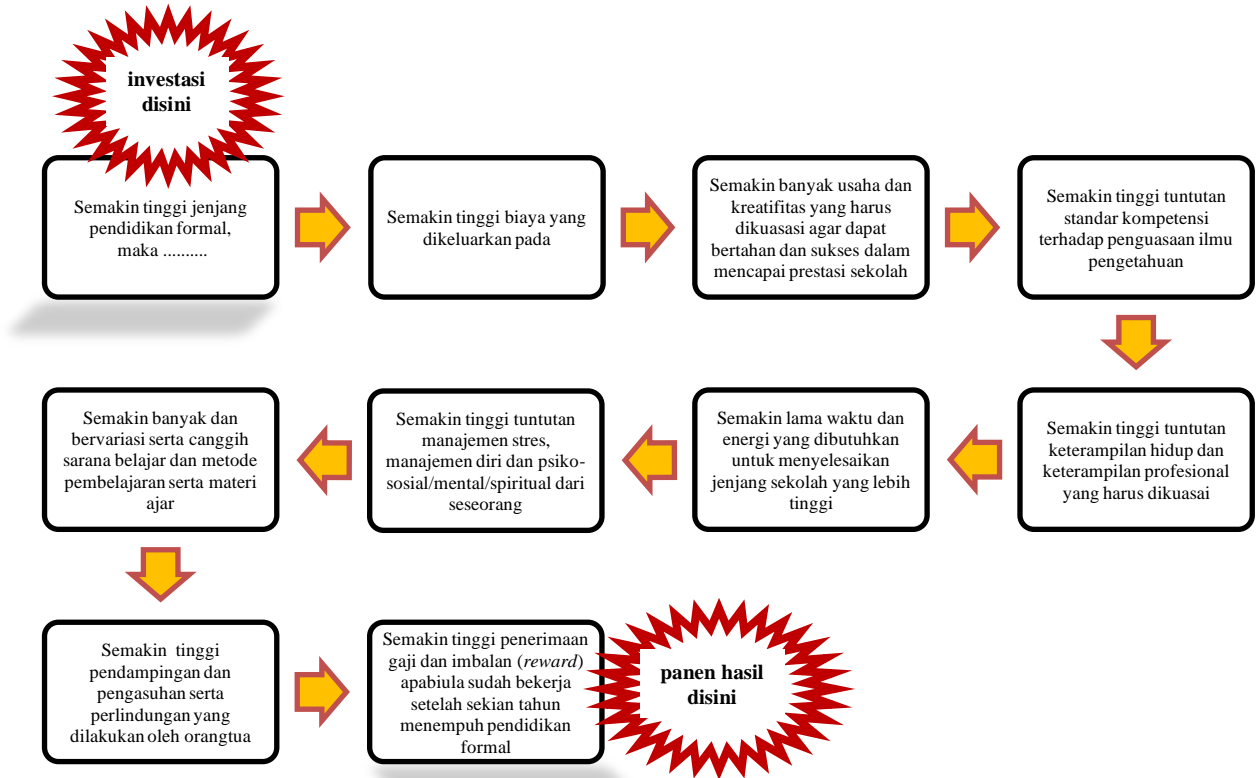 investasi
disini
Semakin tinggi jenjang
pendidikan formal,
maka ..........
Semakin tinggi biaya yang
dikeluarkan pada
Semakin banyak usaha dan
kreatifitas yang harus
dikuasasi agar dapat
bertahan dan sukses dalam
mencapai prestasi sekolah
Semakin tinggi tuntutan
standar kompetensi
terhadap penguasaan ilmu
pengetahuan
Semakin tinggi tuntutan
keterampilan hidup dan
keterampilan profesional
yang harus dikuasai
Semakin lama waktu dan
energi yang dibutuhkan
untuk menyelesaikan
jenjang sekolah yang lebih
tinggi
Semakin tinggi tuntutan
manajemen stres,
manajemen diri dan psiko-
sosial/mental/spiritual dari
seseorang
Semakin banyak dan
bervariasi serta canggih
sarana belajar dan metode
pembelajaran serta materi
ajar
Semakin tinggi
pendampingan dan
pengasuhan serta
perlindungan yang
dilakukan oleh orangtua
Semakin tinggi penerimaan
gaji dan imbalan (reward)
apabiula sudah bekerja
setelah sekian tahun
menempuh pendidikan
formal
panen hasil
disini